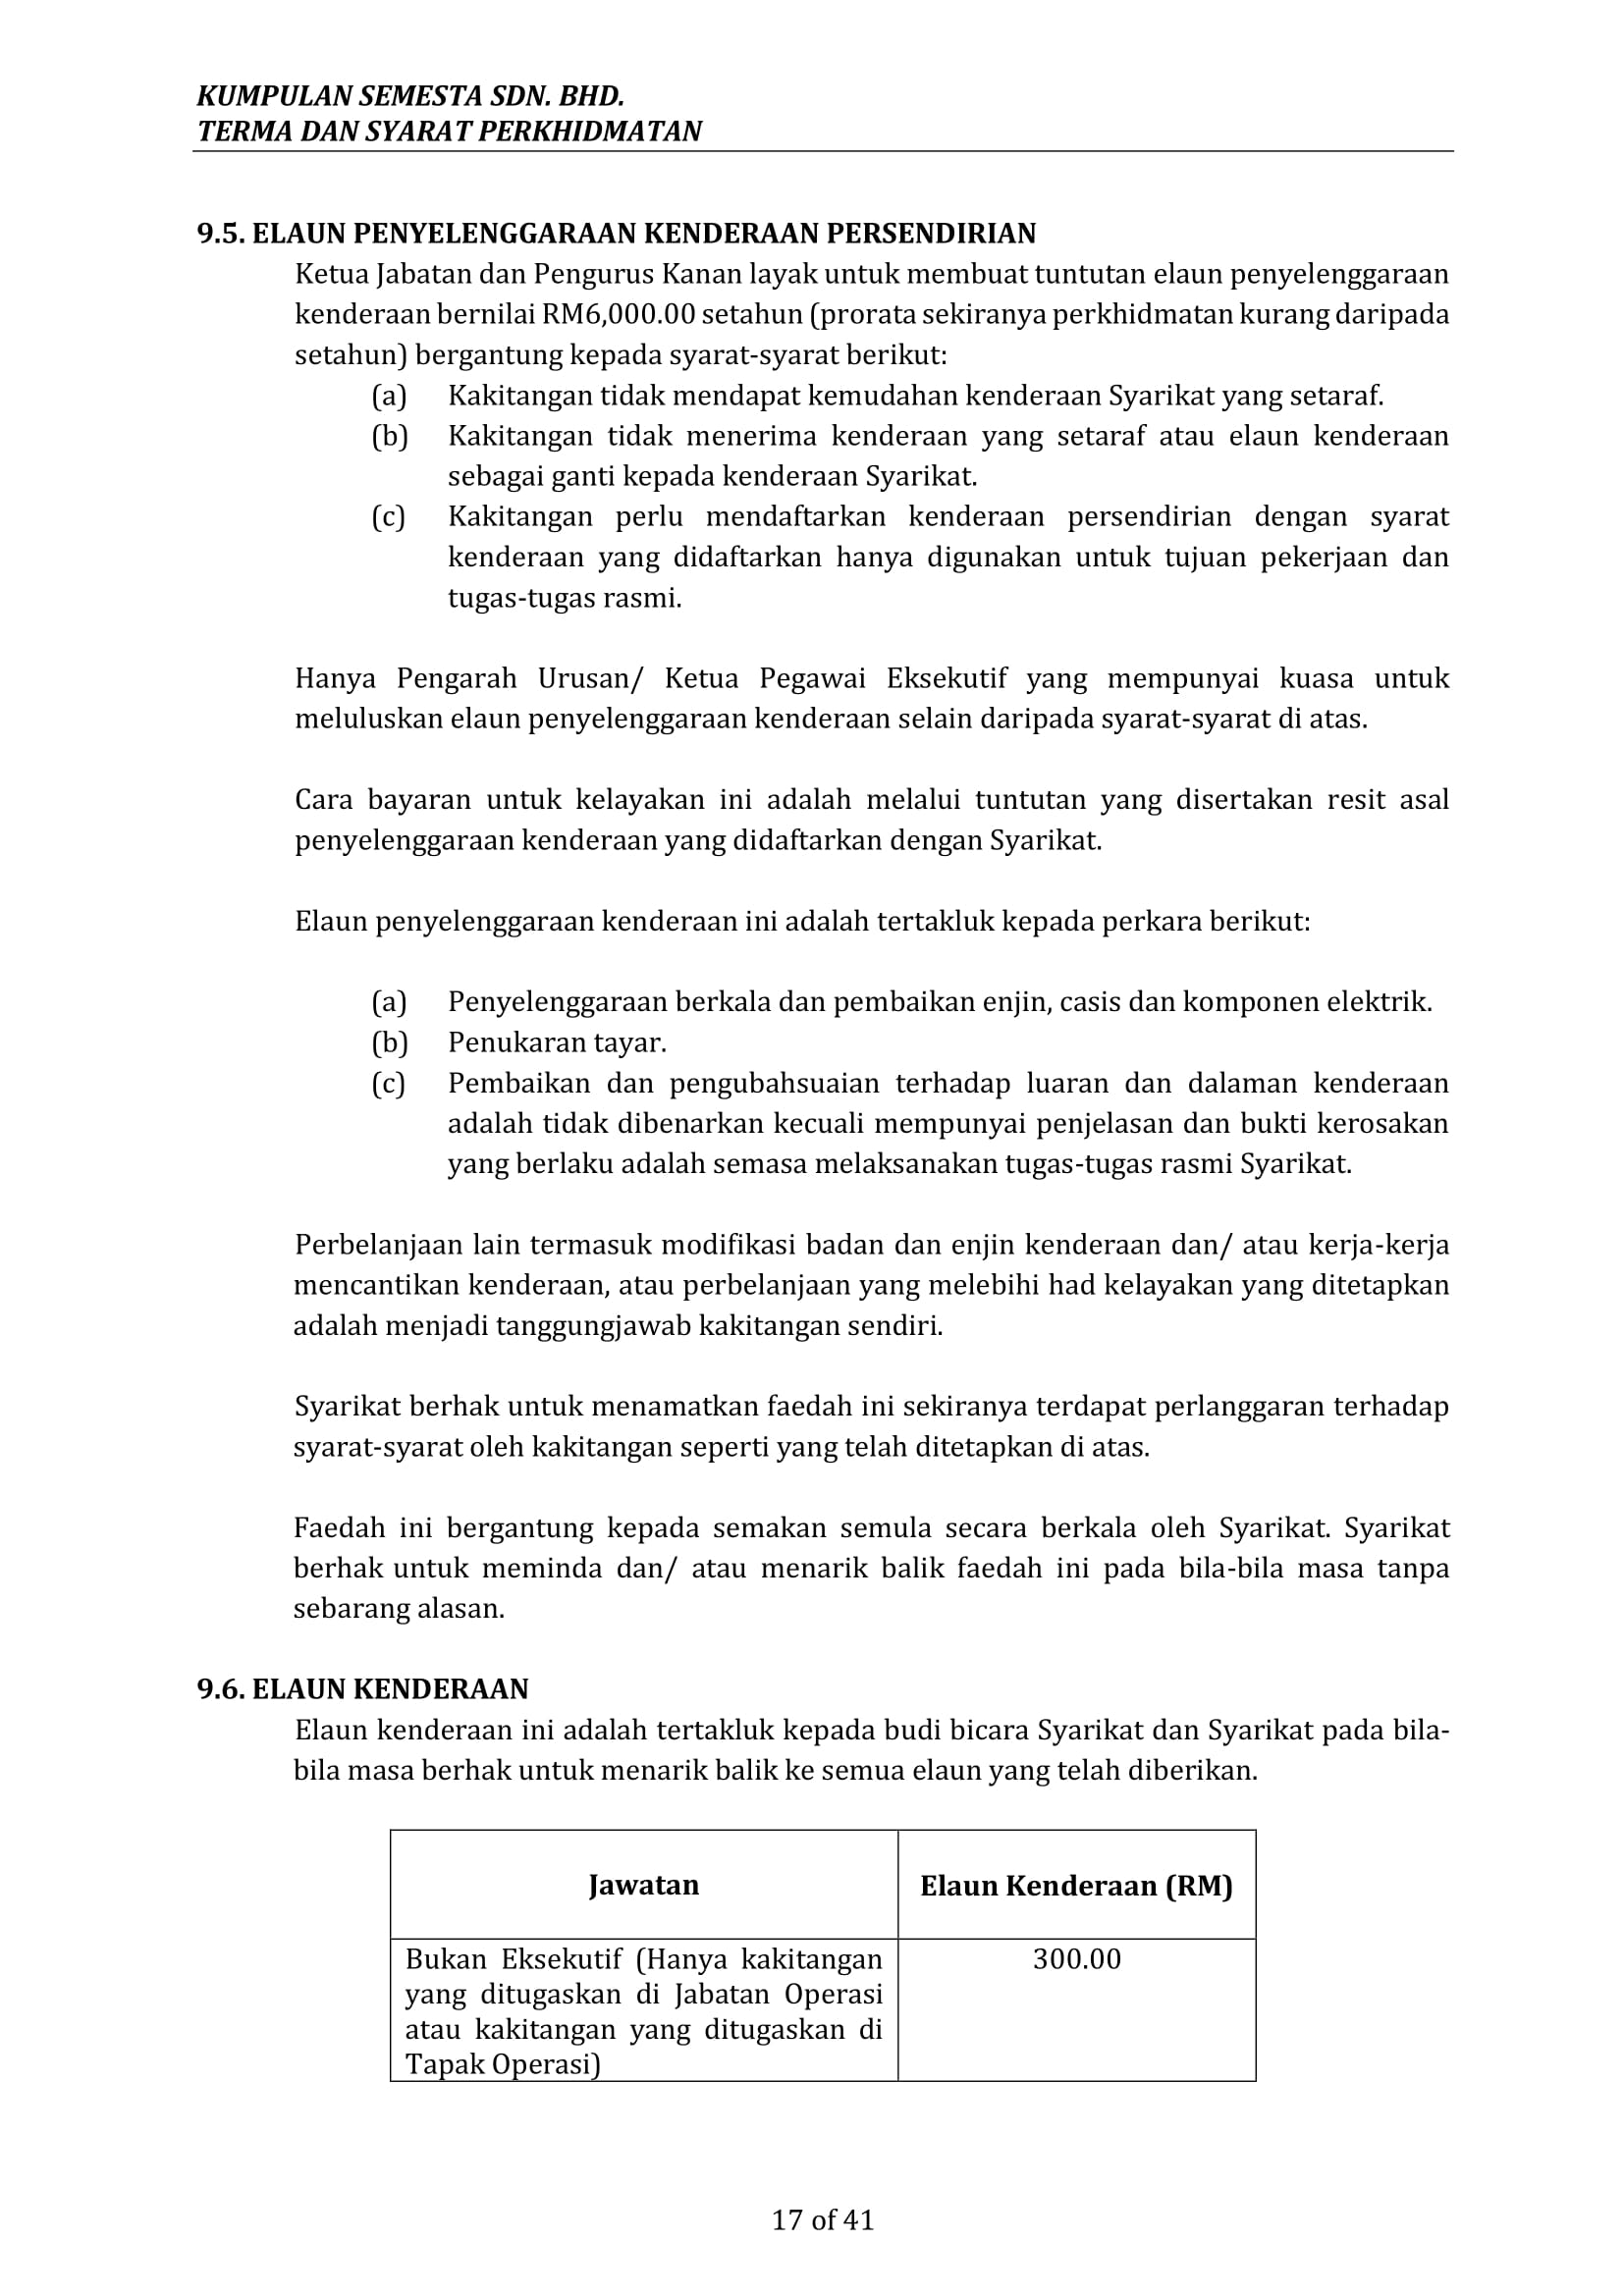 KUMPULAN SEMESTA SDN. BHD.
TERMA DAN SYARAT PERKHIDMATAN
9.5. ELAUN PENYELENGGARAAN KENDERAAN PERSENDIRIAN
Ketua Jabatan dan Pengurus Kanan layak untuk membuat tuntutan elaun penyelenggaraan
kenderaan bernilai RM6,000.00 setahun (prorata sekiranya perkhidmatan kurang daripada
setahun) bergantung kepada syarat-syarat berikut:
(a) Kakitangan tidak mendapat kemudahan kenderaan Syarikat yang setaraf.
(b) Kakitangan tidak menerima kenderaan yang setaraf atau elaun kenderaan
sebagai ganti kepada kenderaan Syarikat.
(c) Kakitangan perlu mendaftarkan kenderaan persendirian dengan syarat
kenderaan yang didaftarkan hanya digunakan untuk tujuan pekerjaan dan
tugas-tugas rasmi.
Hanya Pengarah Urusan/ Ketua Pegawai Eksekutif yang mempunyai kuasa untuk
meluluskan elaun penyelenggaraan kenderaan selain daripada syarat-syarat di atas.
Cara bayaran untuk kelayakan ini adalah melalui tuntutan yang disertakan resit asal
penyelenggaraan kenderaan yang didaftarkan dengan Syarikat.
Elaun penyelenggaraan kenderaan ini adalah tertakluk kepada perkara berikut:
(a) Penyelenggaraan berkala dan pembaikan enjin, casis dan komponen elektrik.
(b) Penukaran tayar.
(c) Pembaikan dan pengubahsuaian terhadap luaran dan dalaman kenderaan
adalah tidak dibenarkan kecuali mempunyai penjelasan dan bukti kerosakan
yang berlaku adalah semasa melaksanakan tugas-tugas rasmi Syarikat.
Perbelanjaan lain termasuk modifikasi badan dan enjin kenderaan dan/ atau kerja-kerja
mencantikan kenderaan, atau perbelanjaan yang melebihi had kelayakan yang ditetapkan
adalah menjadi tanggungjawab kakitangan sendiri.
Syarikat berhak untuk menamatkan faedah ini sekiranya terdapat perlanggaran terhadap
syarat-syarat oleh kakitangan seperti yang telah ditetapkan di atas.
Faedah ini bergantung kepada semakan semula secara berkala oleh Syarikat. Syarikat
berhak untuk meminda dan/ atau menarik balik faedah ini pada bila-bila masa tanpa
sebarang alasan.
9.6. ELAUN KENDERAAN
Elaun kenderaan ini adalah tertakluk kepada budi bicara Syarikat dan Syarikat pada bila-
bila masa berhak untuk menarik balik ke semua elaun yang telah diberikan.
Jawatan Elaun Kenderaan (RM)
Bukan Eksekutif (Hanya kakitangan 300.00
yang ditugaskan di Jabatan Operasi
atau kakitangan yang ditugaskan di
Tapak Operasi)
17 of 41